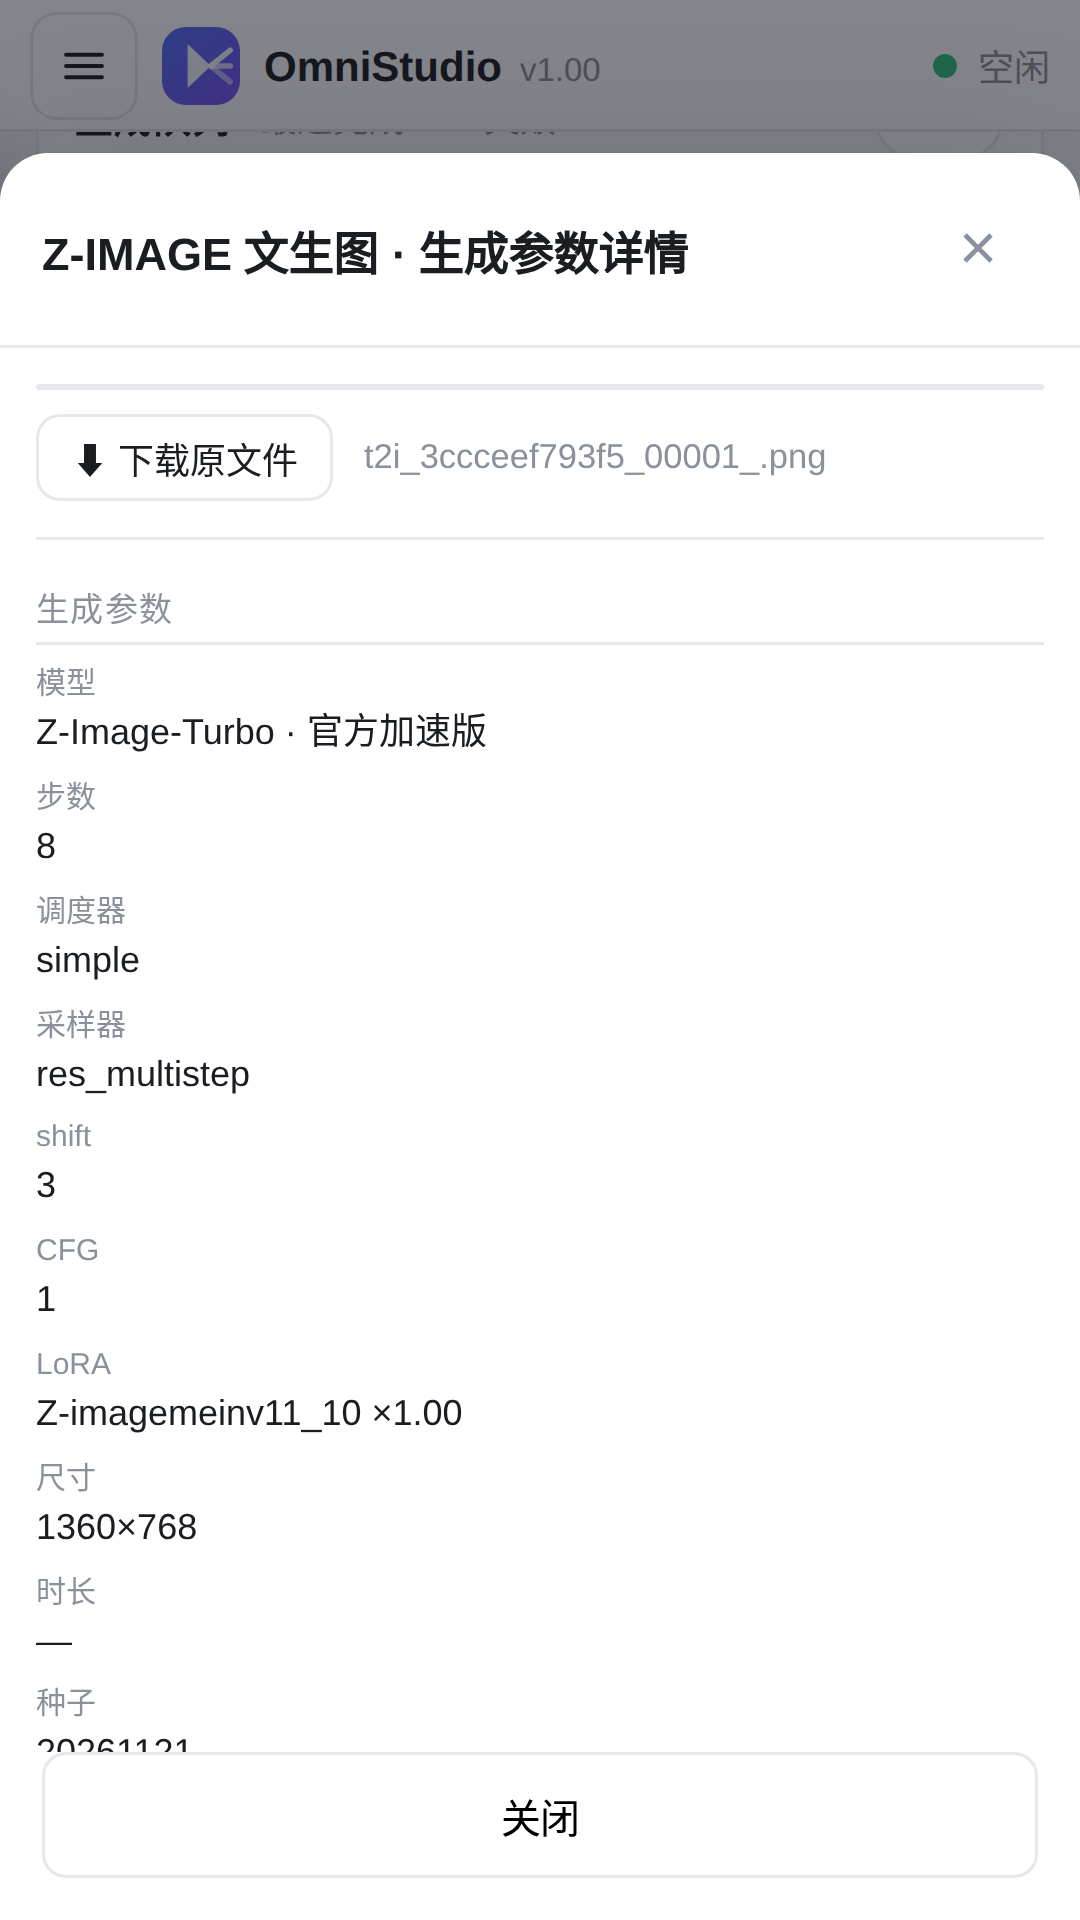 OmniStudio v1.00
空闲
Z-IMAGE 文生图 · 生成参数详情
下载原文件
t2i_3ccceef793f5_00001_.png
生成参数
模型
Z-Image-Turbo · 官方加速版
步数
8
调度器
simple
采样器
res_multistep
shift
3
CFG
1
LoRA
Z-imagemeinv11_10 ×1.00
尺寸
1360×768
时长
—
种子
20261121
关闭